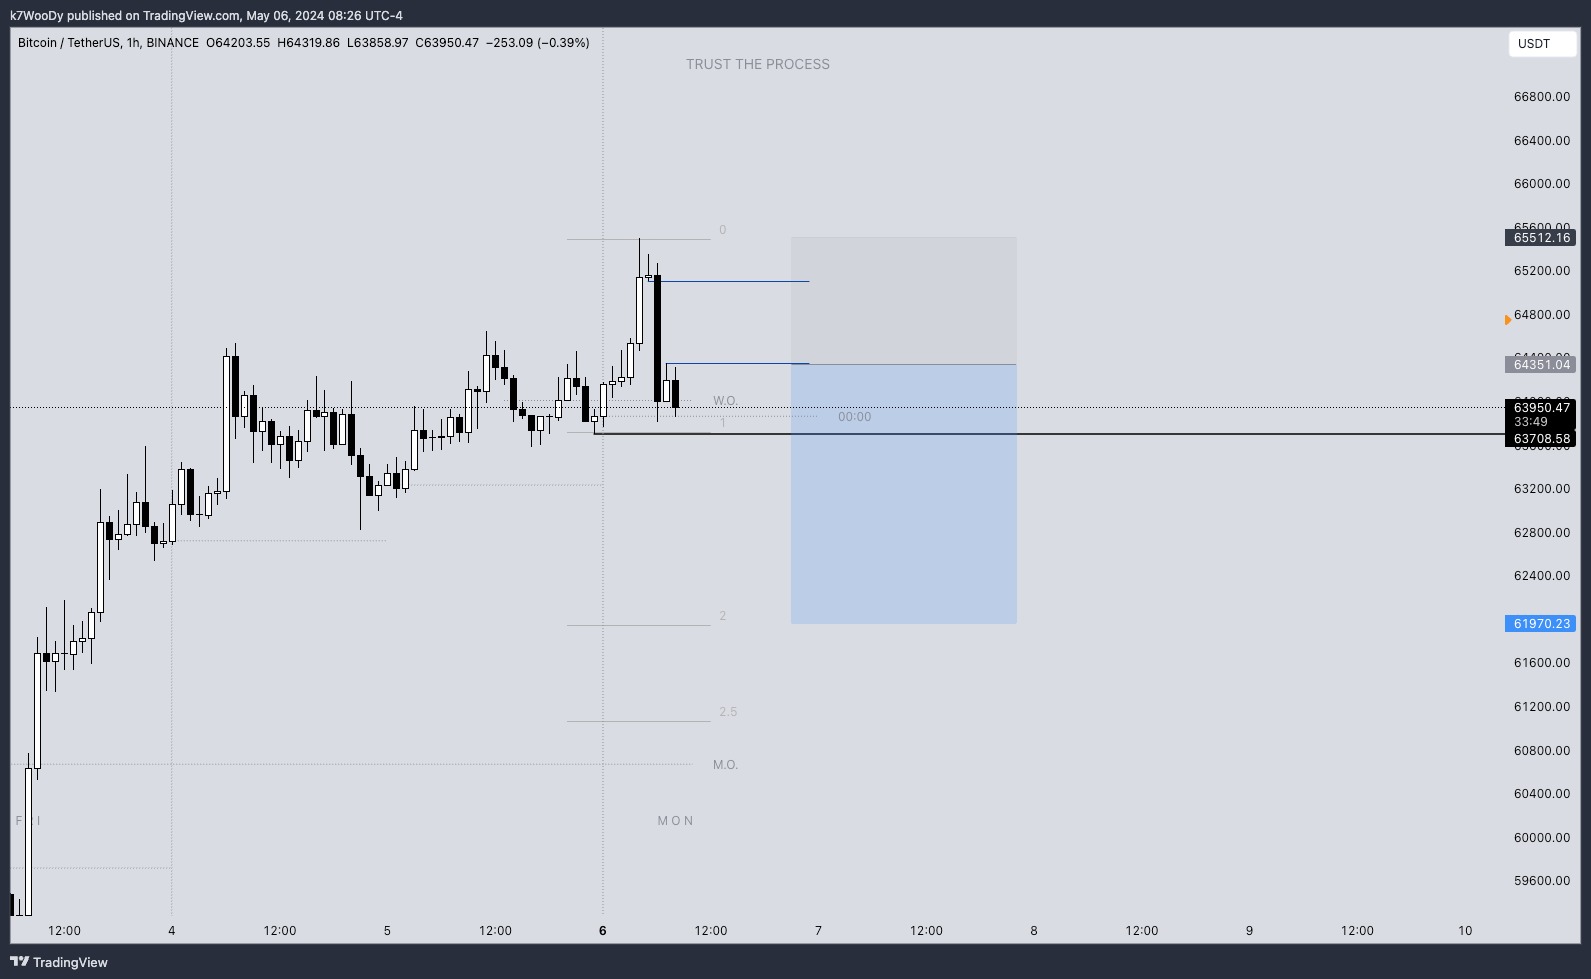 k7WooDy published on TradingView.com, May 06, 2024 08:26 UTC-4
Bitcoin / TetherUS, 1h, BINANCE O64203.55 H64319.86 L63858.97 C63950.47 −253.09 (−0.39%)
USDT
TRUST THE PROCESS
66800.00
66400.00
66000.00
65600.00
0
65512.16
65200.00
64800.00
64351.04
W.O.
63950.47
00:00
33:49
1
63708.58
63200.00
62800.00
62400.00
2
61970.23
61600.00
2.5
61200.00
M.O.
60800.00
60400.00
FRI
MON
60000.00
59600.00
12:00 4 12:00 5 12:00 6 12:00 7 12:00 8 12:00 9 12:00 10
TradingView